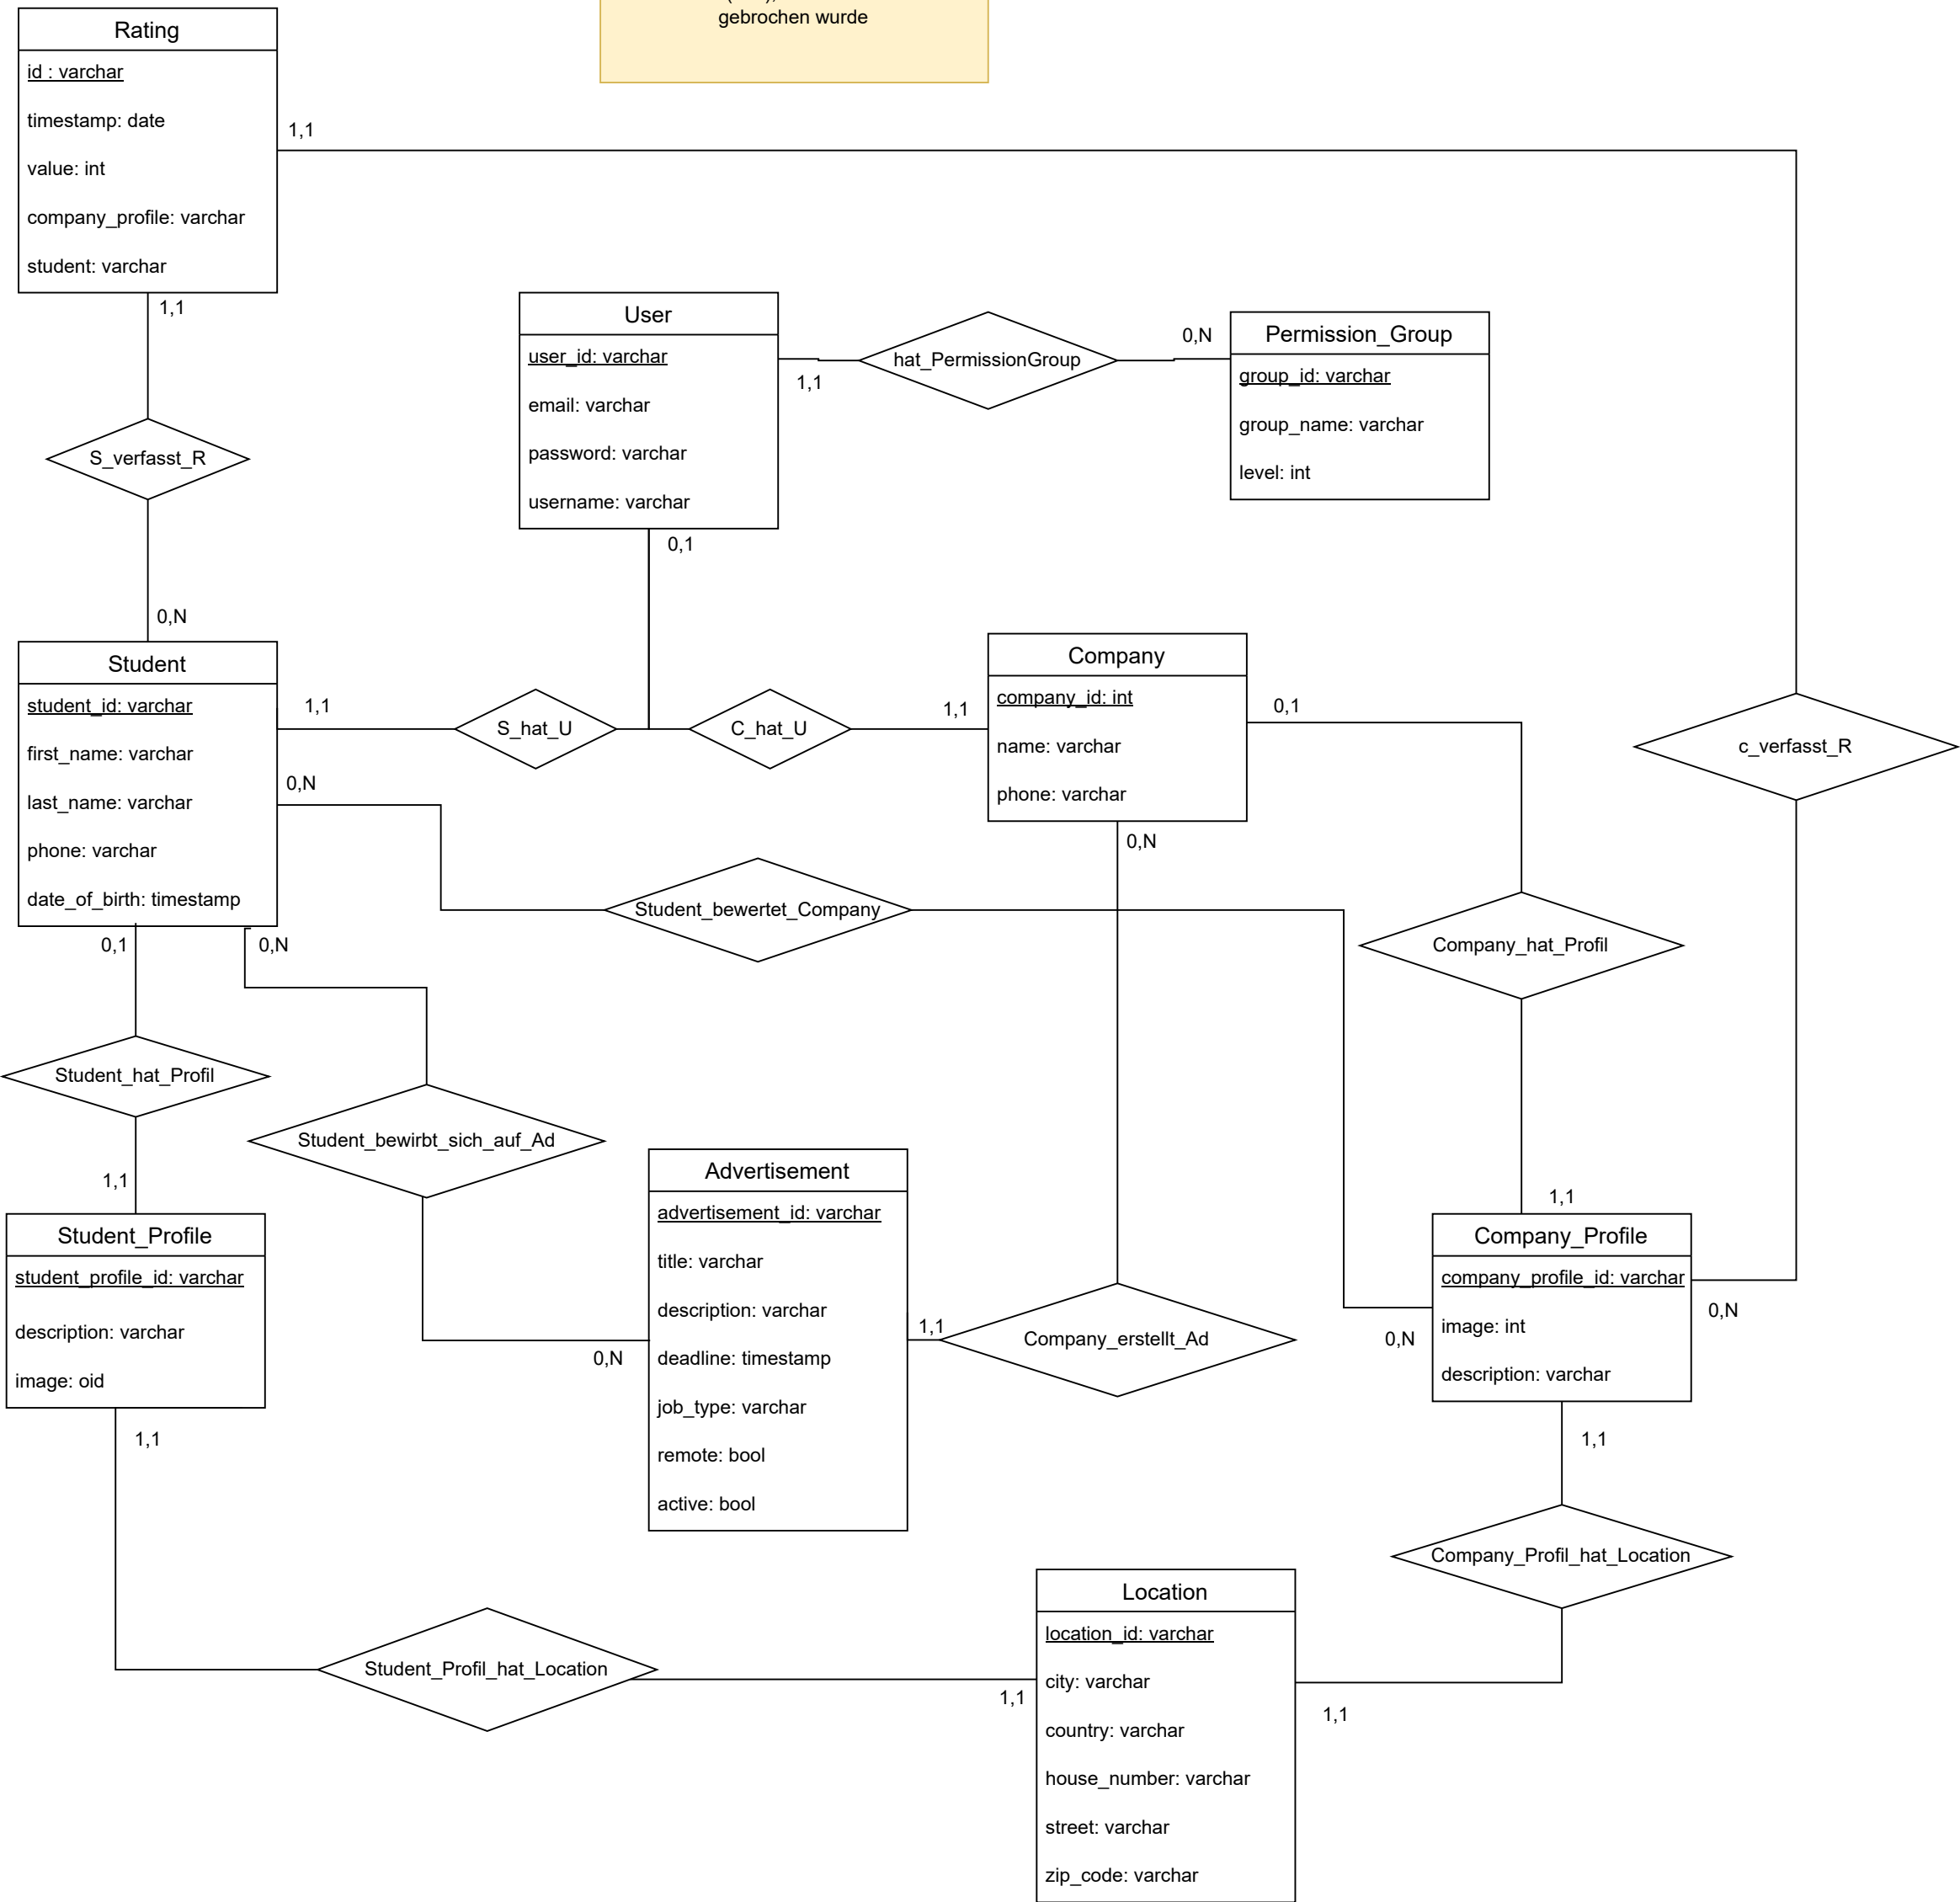 gebrochen wurde
Rating
id : varchar
timestamp: date
value: int
company_profile: varchar
student: varchar
1,1
1,1
User
user_id: varchar
email: varchar
password: varchar
username: varchar
1,1
hat_PermissionGroup
0,N
Permission_Group
group_id: varchar
group_name: varchar
level: int
S_verfasst_R
0,1
0,N
Student
student_id: varchar
first_name: varchar
last_name: varchar
phone: varchar
date_of_birth: timestamp
1,1
S_hat_U
C_hat_U
1,1
Company
company_id: int
name: varchar
phone: varchar
0,1
c_verfasst_R
0,N
0,N
Student_bewertet_Company
Company_hat_Profil
0,1
0,N
Student_hat_Profil
Student_bewirbt_sich_auf_Ad
1,1
Student_Profile
student_profile_id: varchar
description: varchar
image: oid
0,N
Advertisement
advertisement_id: varchar
title: varchar
description: varchar
deadline: timestamp
job_type: varchar
remote: bool
active: bool
1,1
Company_erstellt_Ad
1,1
Company_Profile
company_profile_id: varchar
image: int
description: varchar
0,N
0,N
1,1
1,1
Company_Profil_hat_Location
Student_Profil_hat_Location
1,1
Location
location_id: varchar
city: varchar
country: varchar
house_number: varchar
street: varchar
zip_code: varchar
1,1